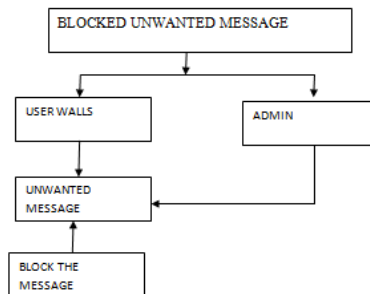 BLOCKED UNWANTED MESSAGE
USER WALLS
ADMIN
UNWANTED
MESSAGE
BLOCK THE
MESSAGE